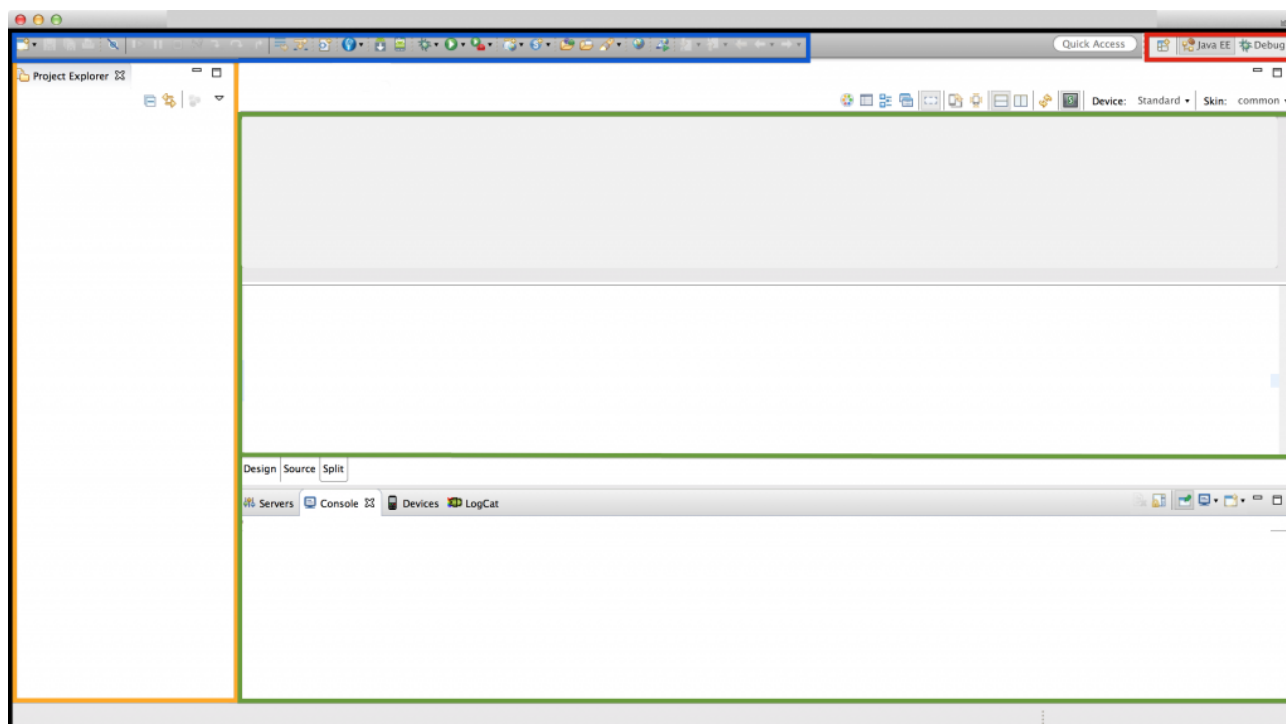 Quick Access Java EE Debug
Project Explorer
Device: Standard Skin: common
Design Source Split
Servers Console Devices LogCat